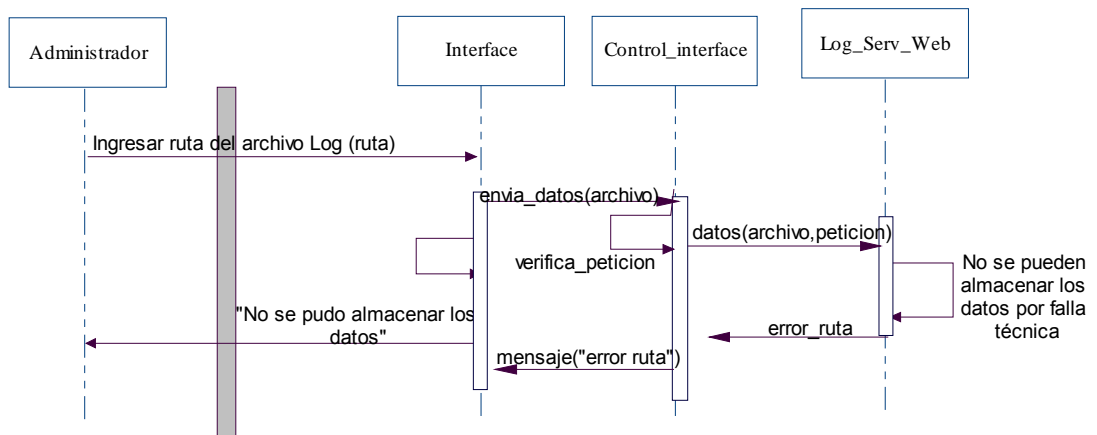 Administrador
Interface
Control_interface
Log_Serv_Web
Ingresar ruta del archivo Log (ruta)
envia_datos(archivo)
datos(archivo,peticion)
verifica_peticion
No se pueden
almacenar los
datos por falla
técnica
"No se pudo almacenar los
datos"
error_ruta
mensaje("error ruta")